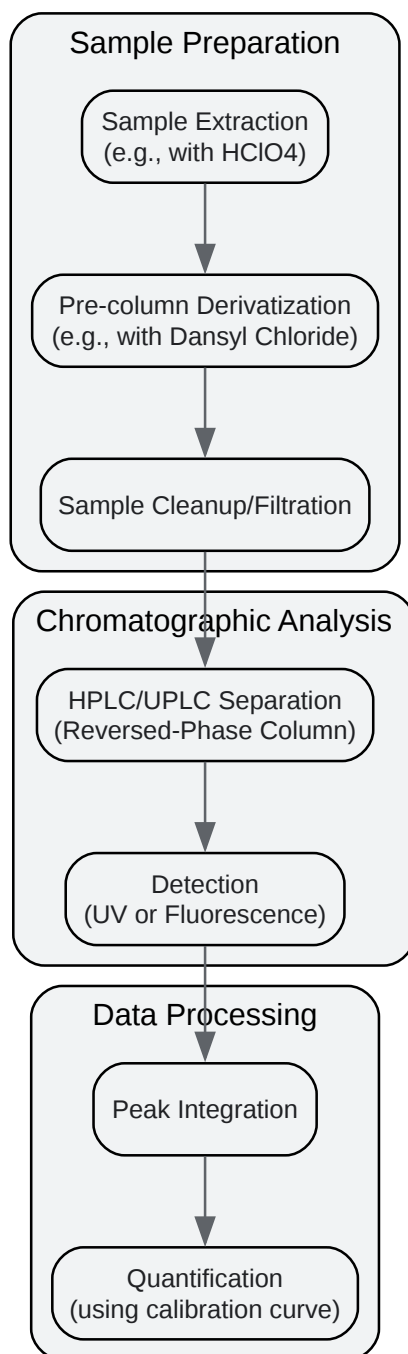 Sample Preparation
Sample Extraction
(e.g., with HClO4)
Pre-column Derivatization
(e.g., with Dansyl Chloride)
Sample Cleanup/Filtration
Chromatographic Analysis
HPLC/UPLC Separation
(Reversed-Phase Column)
Detection
(UV or Fluorescence)
Data Processing
Peak Integration
Quantification
(using calibration curve)